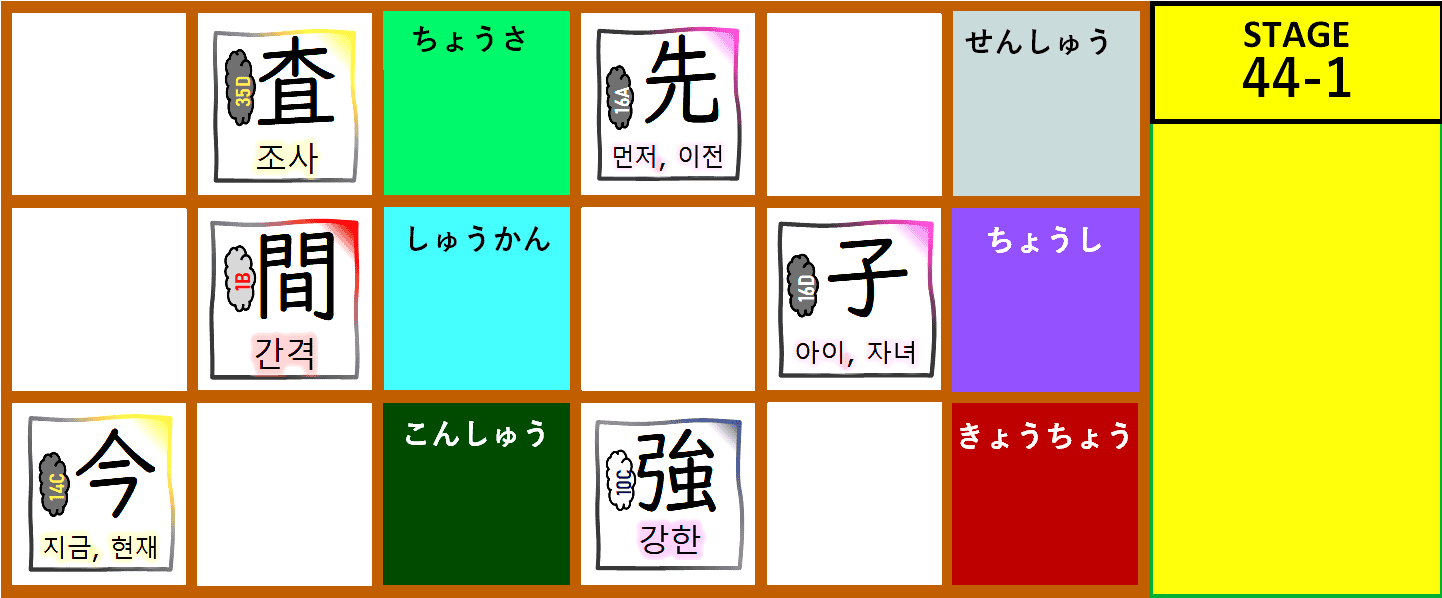 35D
査
조사
ちょうさ
16A
先
먼저, 이전
せんしゅう
STAGE
44-1
1B
間
간격
しゅうかん
16D
子
아이, 자녀
ちょうし
14C
今
지금, 현재
こんしゅう
10C
強
강한
きょうちょう